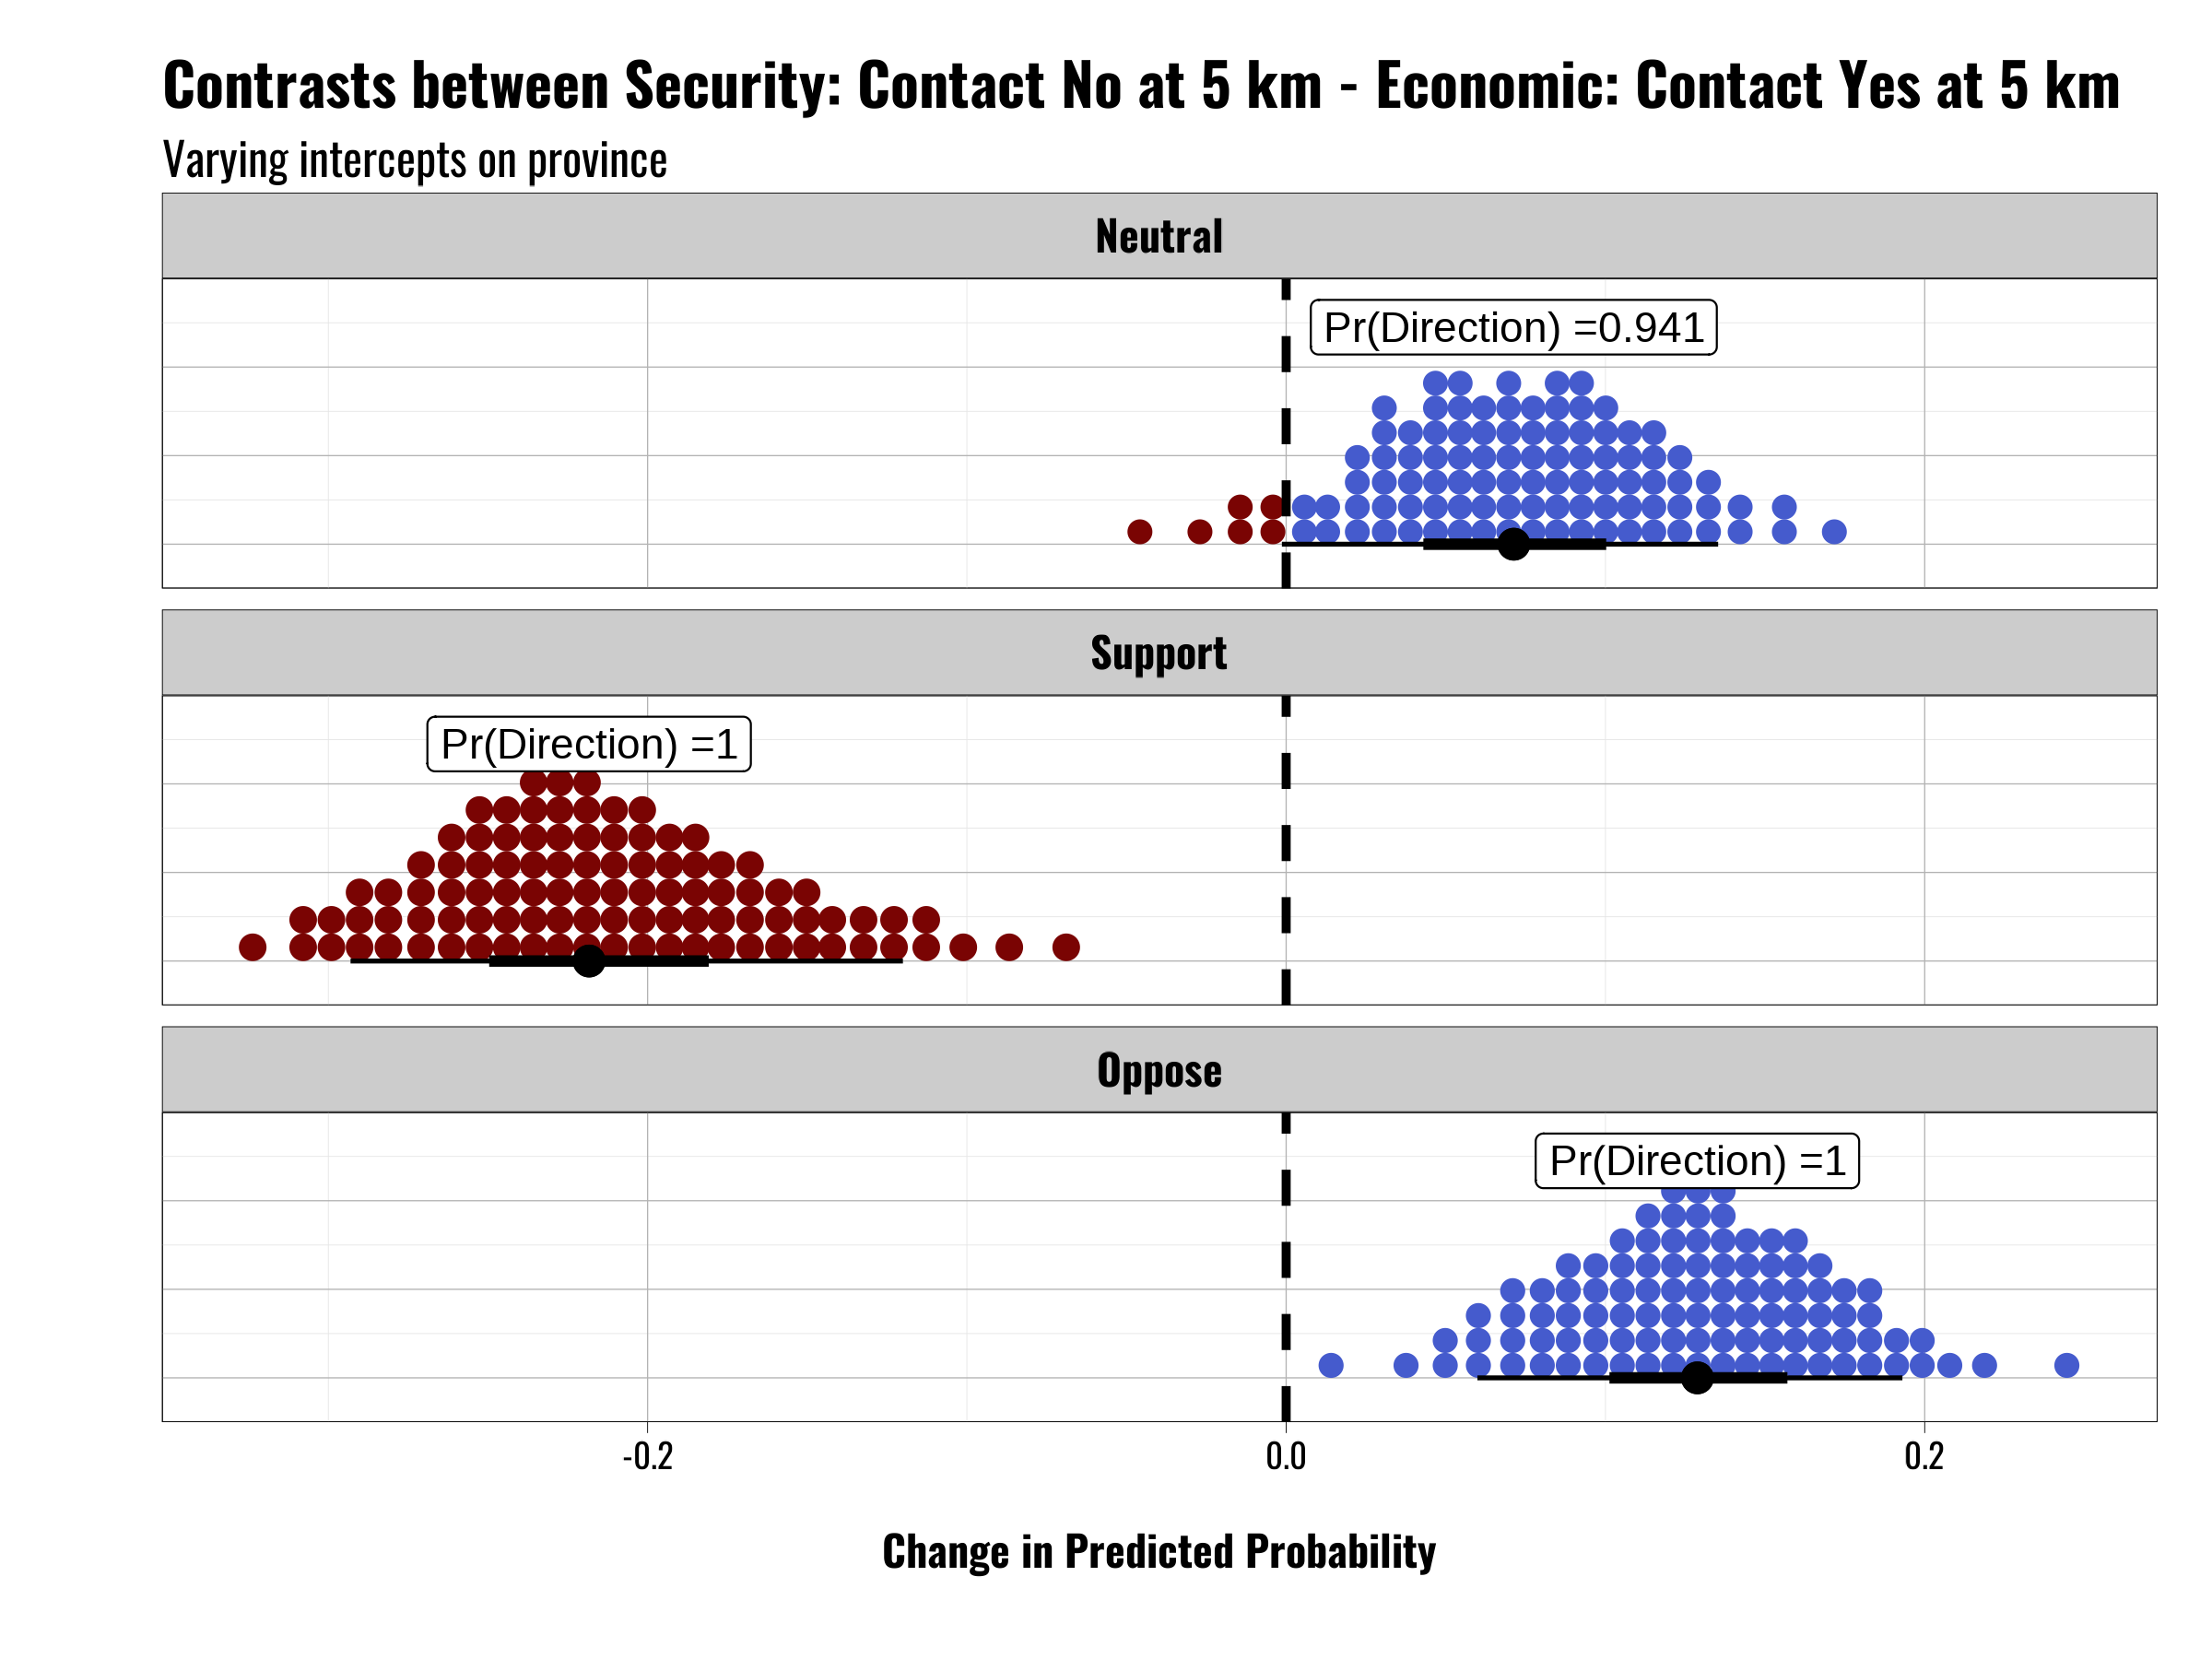 Contrasts between Security: Contact No at 5 km - Economic: Contact Yes at 5 km
Varying intercepts on province
Neutral
Pr(Direction) =0.941
Support
Pr(Direction) =1
Oppose
Pr(Direction) =1
-0.2 0.0 0.2
Change in Predicted Probability